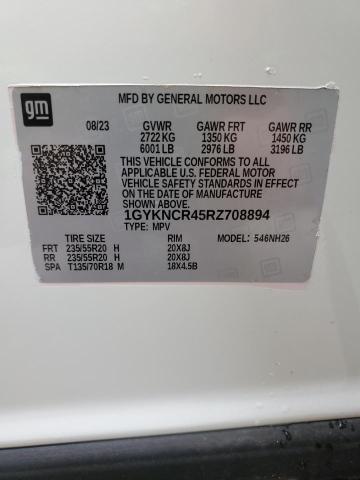 gm
MFD BY GENERAL MOTORS LLC
08/23 GVWR GAWR FRT GAWR RR
2722 KG 1350 KG 1450 KG
6001 LB 2976 LB 3196 LB
THIS VEHICLE CONFORMS TO ALL
APPLICABLE U.S. FEDERAL MOTOR
VEHICLE SAFETY STANDARDS IN EFFECT
ON THE DATE OF MANUFACTURE
SHOWN ABOVE.
1GYKNCR45RZ708894
TYPE: MPV
TIRE SIZE RIM MODEL: 546NH26
FRT 235/55R20 H 20X8J
RR 235/55R20 H 20X8J
SPA T135/70R18 M 18X4.5B